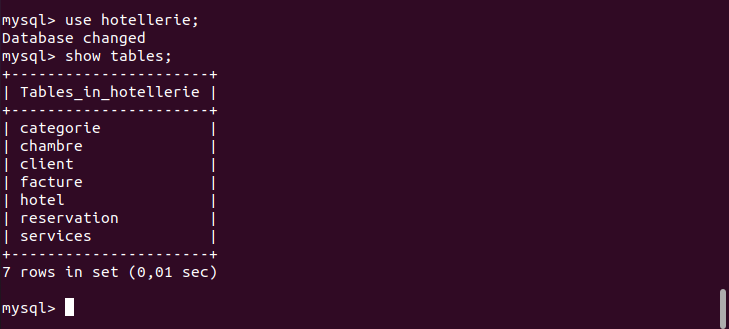 mysql> use hotellerie;
Database changed
mysql> show tables;
+----------------------+
| Tables_in_hotellerie |
+----------------------+
| categorie            |
| chambre              |
| client               |
| facture              |
| hotel                |
| reservation          |
| services             |
+----------------------+
7 rows in set (0,01 sec)
mysql>